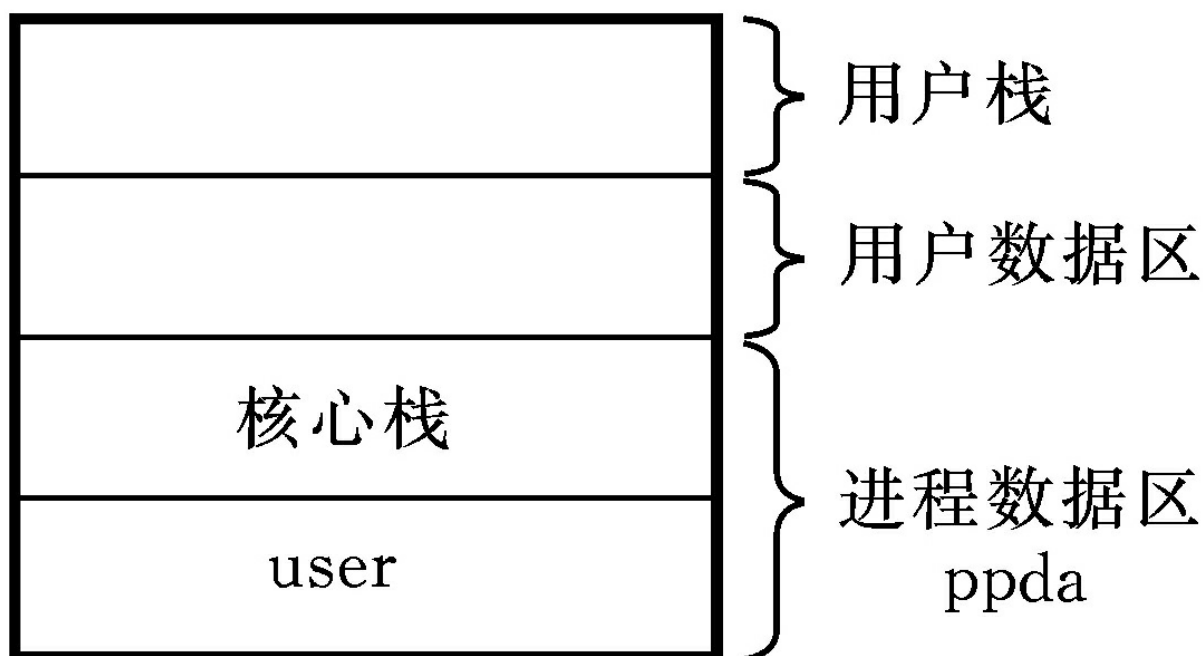 用户栈
用户数据区
核心栈
进程数据区
user
ppda